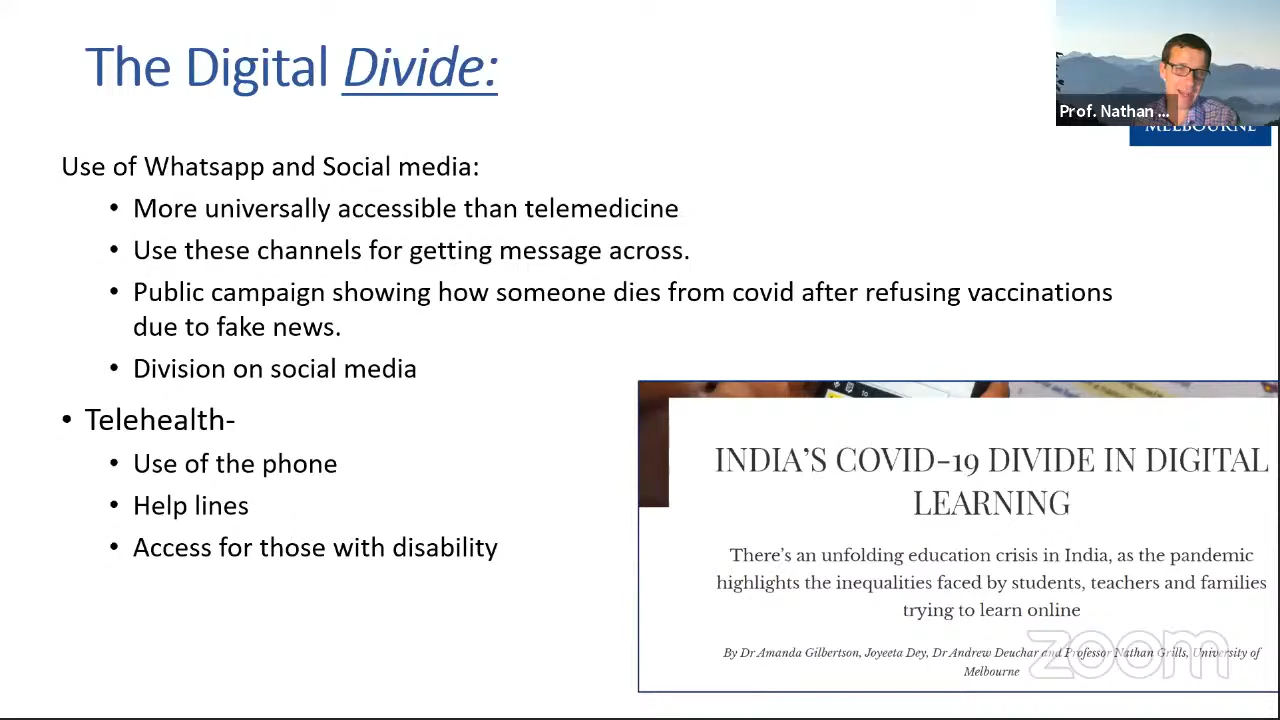 The Digital Divide:
Prof. Nathan ...
MELBOURNE
Use of Whatsapp and Social media:
• More universally accessible than telemedicine
• Use these channels for getting message across.
• Public campaign showing how someone dies from covid after refusing vaccinations
due to fake news.
• Division on social media
• Telehealth-
• Use of the phone
• Help lines
• Access for those with disability
INDIA'S COVID-19 DIVIDE IN DIGITAL
LEARNING
There's an unfolding education crisis in India, as the pandemic
highlights the inequalities faced by students, teachers and families
trying to learn online
By Dr Amanda Gilbertson, Joyeeta Dey, Dr Andrew Deuchar and Professor Nathan Grills, University of
Melbourne
zoom